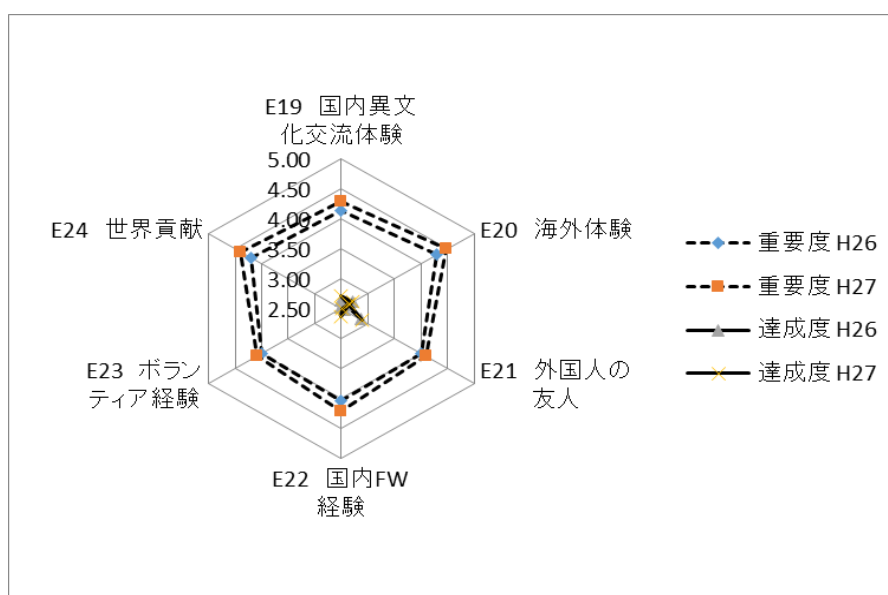 E19 国内異文
化交流体験
5.00
4.50
4.00
3.50
3.00
2.50
E20 海外体験
E21 外国人の
友人
E22 国内FW
経験
E23 ボラン
ティア経験
E24 世界貢献
重要度 H26
重要度 H27
達成度 H26
達成度 H27